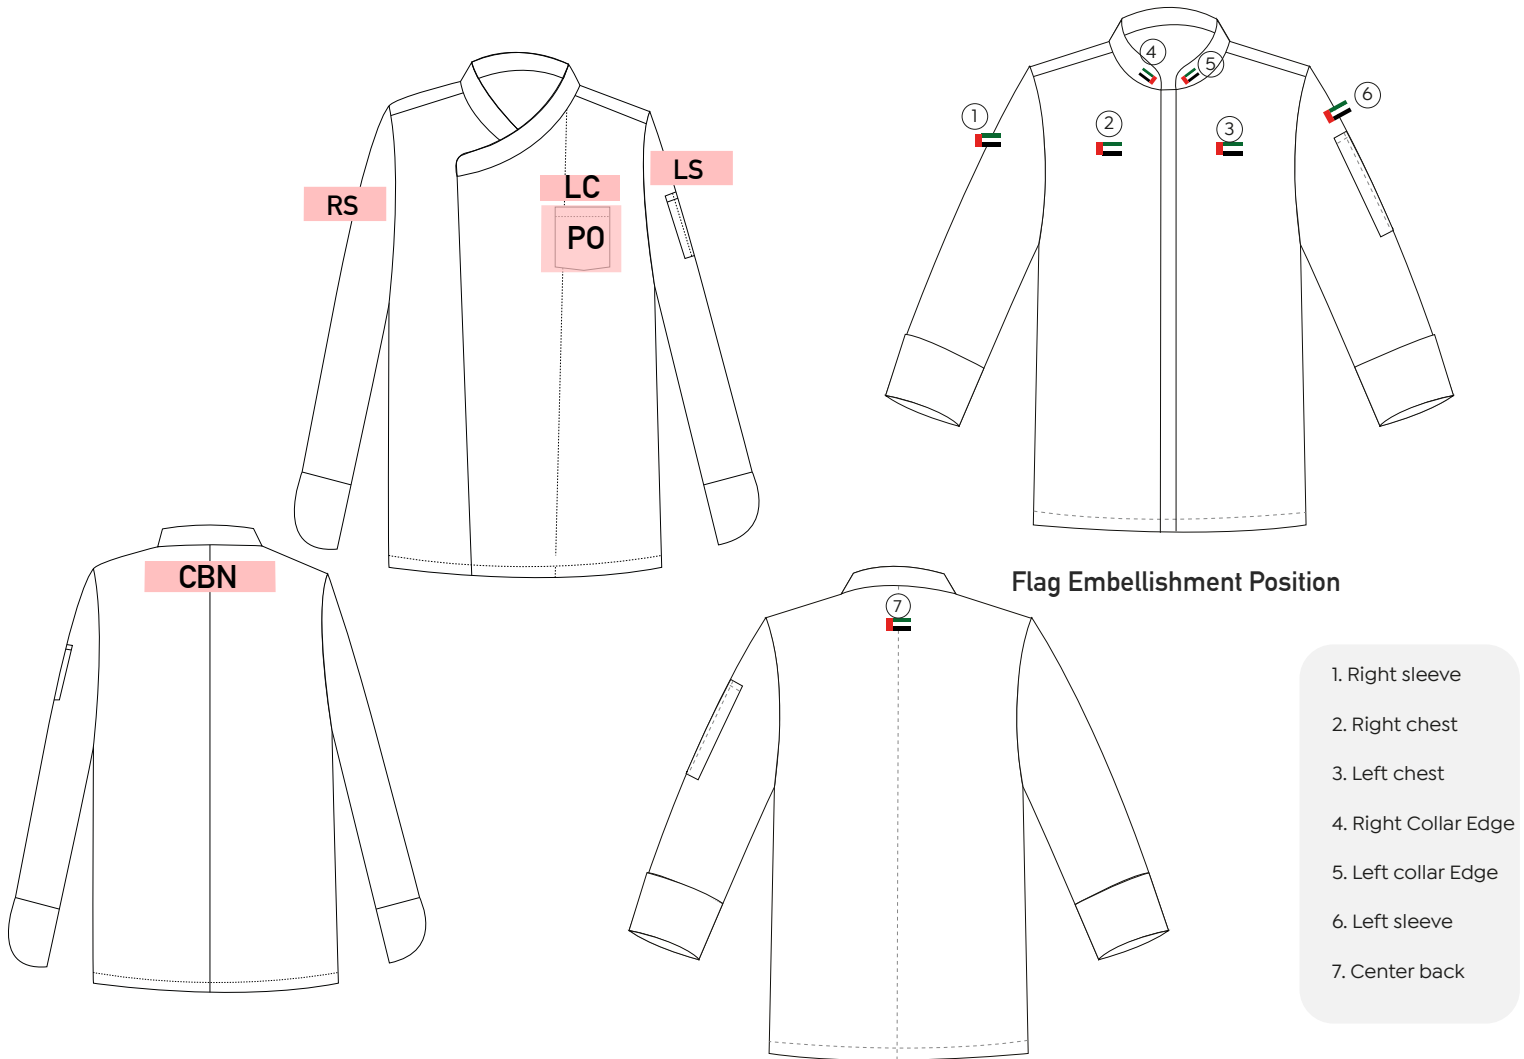 RS
LC
PO
LS
4
5
6
1
2
3
CBN
Flag Embellishment Position
7
1. Right sleeve
2. Right chest
3. Left chest
4. Right Collar Edge
5. Left collar Edge
6. Left sleeve
7. Center back